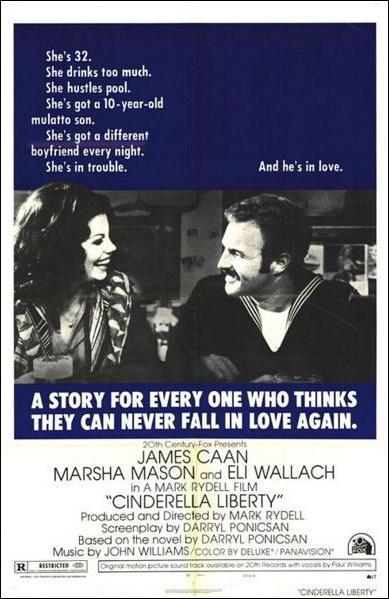 She's 32.
She drinks too much.
She hustles pool.
She's got a 10-year-old
mulatto son.
She's got a different
boyfriend every night.
She's in trouble.
And he's in love.
A STORY FOR EVERY ONE WHO THINKS
THEY CAN NEVER FALL IN LOVE AGAIN.
20th Century-Fox Presents
JAMES CAAN
MARSHA MASON and ELI WALLACH
in A MARK RYDELL FILM
"CINDERELLA LIBERTY"
Produced and Directed by MARK RYDELL
Screenplay by DARRYL PONICSAN
Based on the novel by DARRYL PONICSAN
Music by JOHN WILLIAMS/COLOR BY DELUXE®/PANAVISION®
R RESTRICTED
Original motion picture sound track available on 20th Records with vocals by Paul Williams
"CINDERELLA LIBERTY"